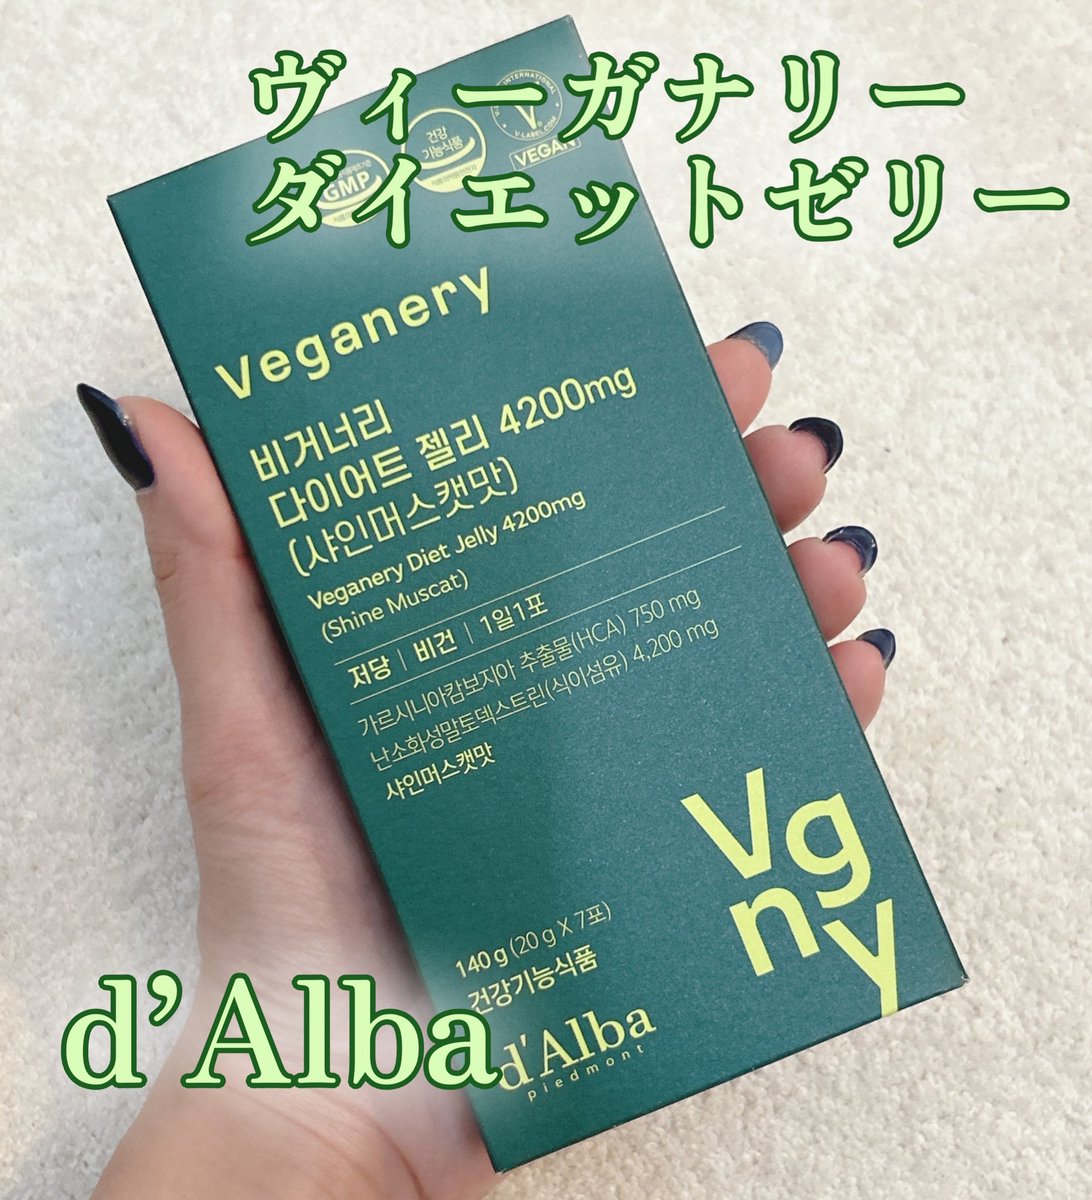 ヴィーガナリー
ダイエットゼリー
INTERNATIONAL
V
V-LABEL.COM
VEGAN
건강
기능식품
GMP
Veganery
비거너리
다이어트 젤리 4200mg
(샤인머스캣맛)
Veganery Diet Jelly 4200mg
(Shine Muscat)
저당 | 비건 | 1일1포
가르시니아캄보지아 추출물(HCA) 750 mg
난소화성말토덱스트린(식이섬유) 4,200 mg
샤인머스캣맛
Vg
ny
140 g (20 g X 7포)
건강기능식품
d'Alba
piedmont
d’Alba